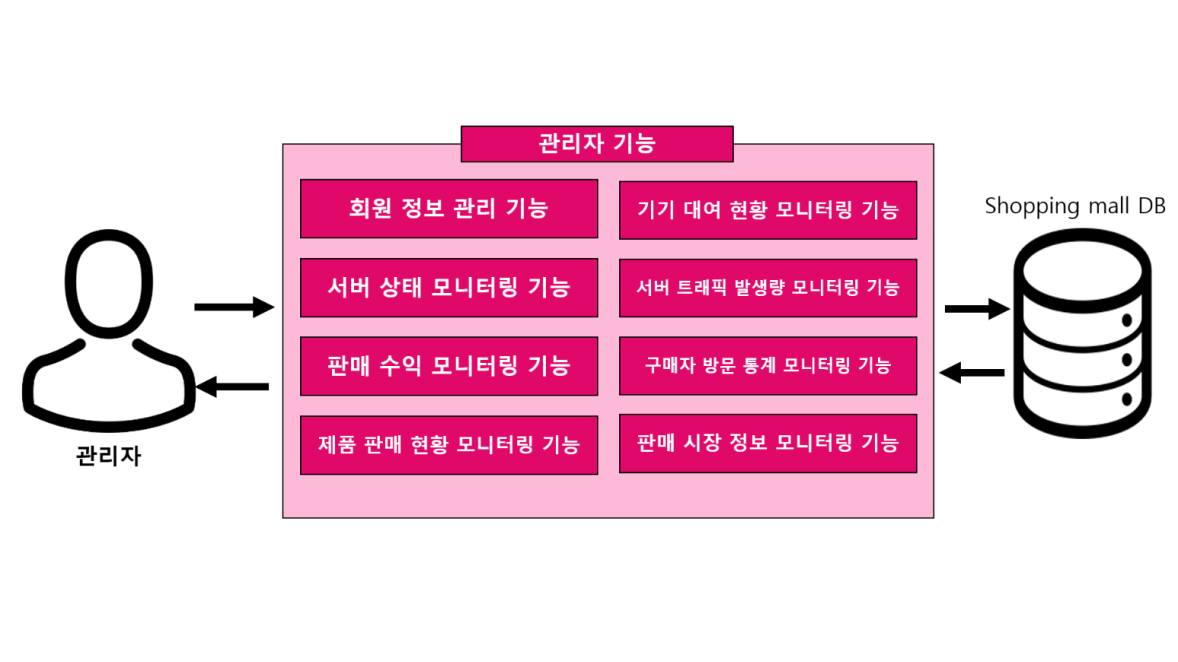 관리자 기능
회원 정보 관리 기능
기기 대여 현황 모니터링 기능
서버 상태 모니터링 기능
서버 트래픽 발생량 모니터링 기능
판매 수익 모니터링 기능
구매자 방문 통계 모니터링 기능
제품 판매 현황 모니터링 기능
판매 시장 정보 모니터링 기능
관리자
Shopping mall DB